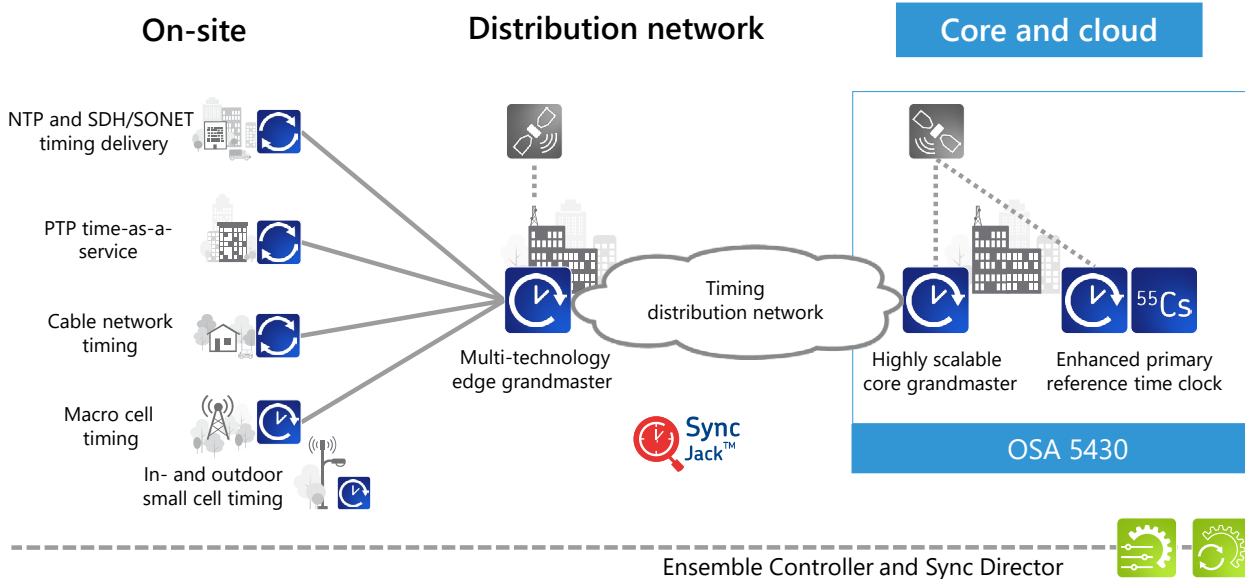 On-site
Distribution network
Core and cloud
NTP and SDH/SONET
timing delivery
PTP time-as-a-
service
Cable network
timing
Macro cell
timing
In- and outdoor
small cell timing
Multi-technology
edge grandmaster
Timing
distribution network
Sync
Jack™
55Cs
Highly scalable
core grandmaster
Enhanced primary
reference time clock
OSA 5430
Ensemble Controller and Sync Director